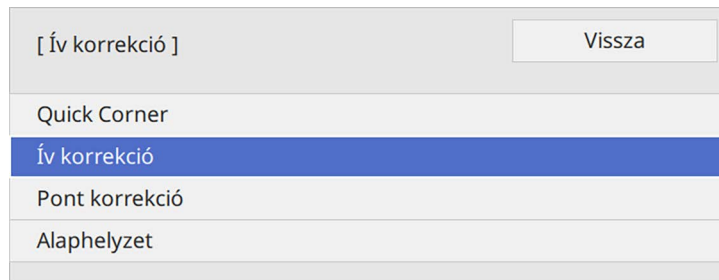 [ Ív korrekció ]
Vissza
Quick Corner
Ív korrekció
Pont korrekció
Alaphelyzet